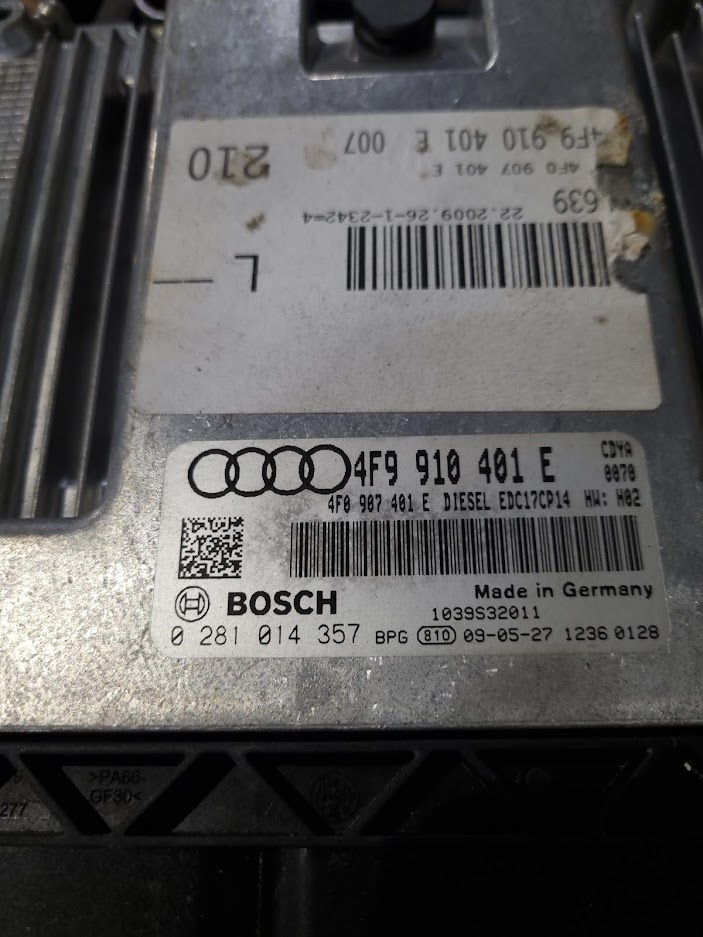 4F9 910 401 E 007
210
4F0 907 401 E
639
22.2009.26-1-2342=4
L
4F9 910 401 E
CDYA
0070
4F0 907 401 E DIESEL EDC17CP14 HW: H02
Made in Germany
BOSCH
1039S32011
0 281 014 357 BPG 810 09-05-27 1236 0128
>PA66-
GF30<
277